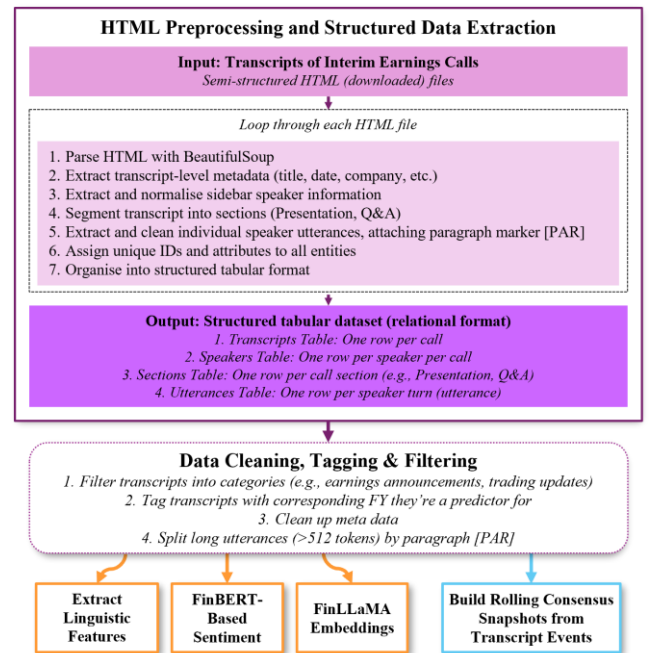 HTML Preprocessing and Structured Data Extraction
Input: Transcripts of Interim Earnings Calls
Semi-structured HTML (downloaded) files
Loop through each HTML file
1. Parse HTML with BeautifulSoup
2. Extract transcript-level metadata (title, date, company, etc.)
3. Extract and normalise sidebar speaker information
4. Segment transcript into sections (Presentation, Q&A)
5. Extract and clean individual speaker utterances, attaching paragraph marker [PAR]
6. Assign unique IDs and attributes to all entities
7. Organise into structured tabular format
Output: Structured tabular dataset (relational format)
1. Transcripts Table: One row per call
2. Speakers Table: One row per speaker per call
3. Sections Table: One row per call section (e.g., Presentation, Q&A)
4. Utterances Table: One row per speaker turn (utterance)
Data Cleaning, Tagging & Filtering
1. Filter transcripts into categories (e.g., earnings announcements, trading updates)
2. Tag transcripts with corresponding FY they're a predictor for
3. Clean up meta data
4. Split long utterances (>512 tokens) by paragraph [PAR]
Extract
Linguistic
Features
FinBERT-
Based
Sentiment
FinLLaMA
Embeddings
Build Rolling Consensus
Snapshots from
Transcript Events